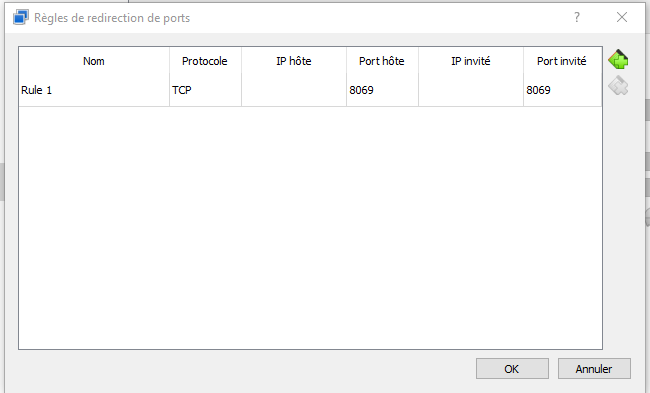 Règles de redirection de ports
?
Nom Protocole IP hôte Port hôte IP invité Port invité
Rule 1 TCP 8069 8069
OK Annuler